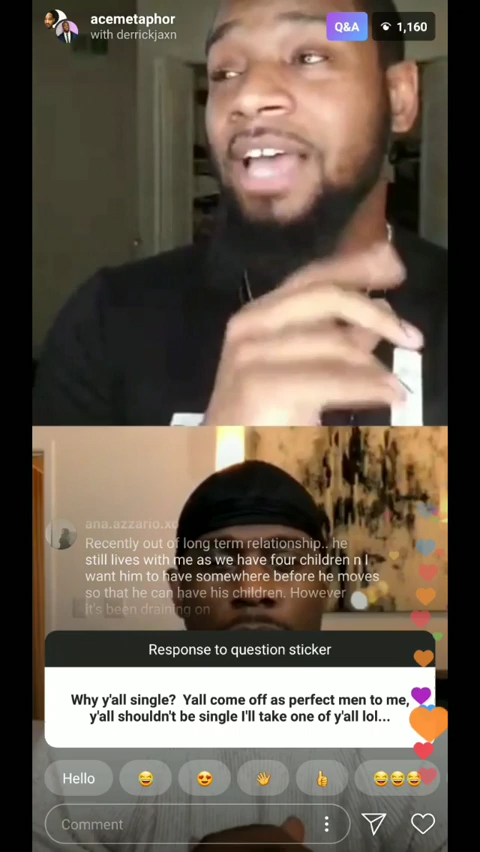 acemetaphor
with derrickjaxn
Q&A
1,160
ana.azzario.xo
Recently out of long term relationship.. he
still lives with me as we have four children n I
want him to have somewhere before he moves
so that he can have his children. However
it's been draining on
Response to question sticker
Why y'all single?  Yall come off as perfect men to me,
y'all shouldn't be single I'll take one of y'all lol...
Hello
Comment